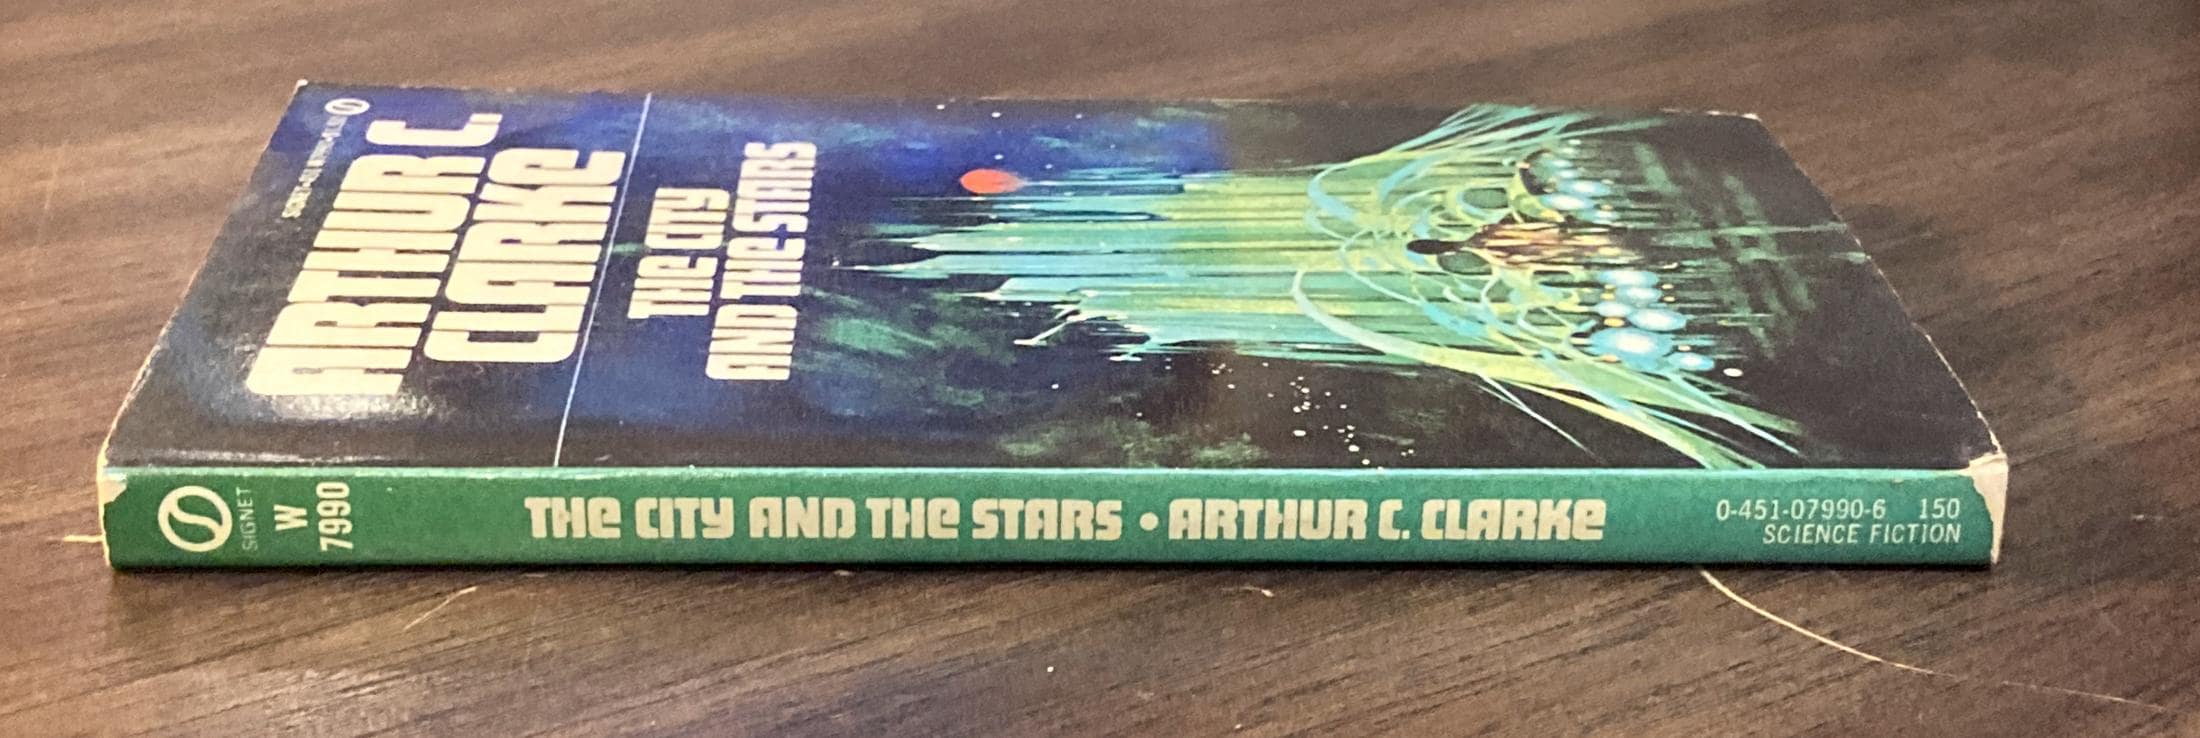 ARTHUR C.
CLARKE
THE CITY
AND THE STARS
SIGNET
W
7990
THE CITY AND THE STARS • ARTHUR C. CLARKE
0-451-07990-6 150
SCIENCE FICTION